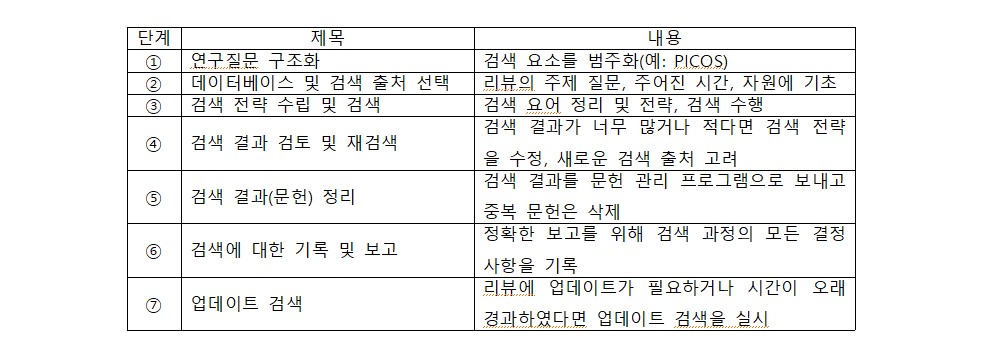 단계 제목 내용
① 연구질문 구조화 검색 요소를 범주화(예: PICOS)
② 데이터베이스 및 검색 출처 선택 리뷰의 주제 질문, 주어진 시간, 자원에 기초
③ 검색 전략 수립 및 검색 검색 요어 정리 및 전략, 검색 수행
④ 검색 결과 검토 및 재검색 검색 결과가 너무 많거나 적다면 검색 전략
을 수정, 새로운 검색 출처 고려
⑤ 검색 결과(문헌) 정리 검색 결과를 문헌 관리 프로그램으로 보내고
중복 문헌은 삭제
⑥ 검색에 대한 기록 및 보고 정확한 보고를 위해 검색 과정의 모든 결정
사항을 기록
⑦ 업데이트 검색 리뷰에 업데이트가 필요하거나 시간이 오래
경과하였다면 업데이트 검색을 실시